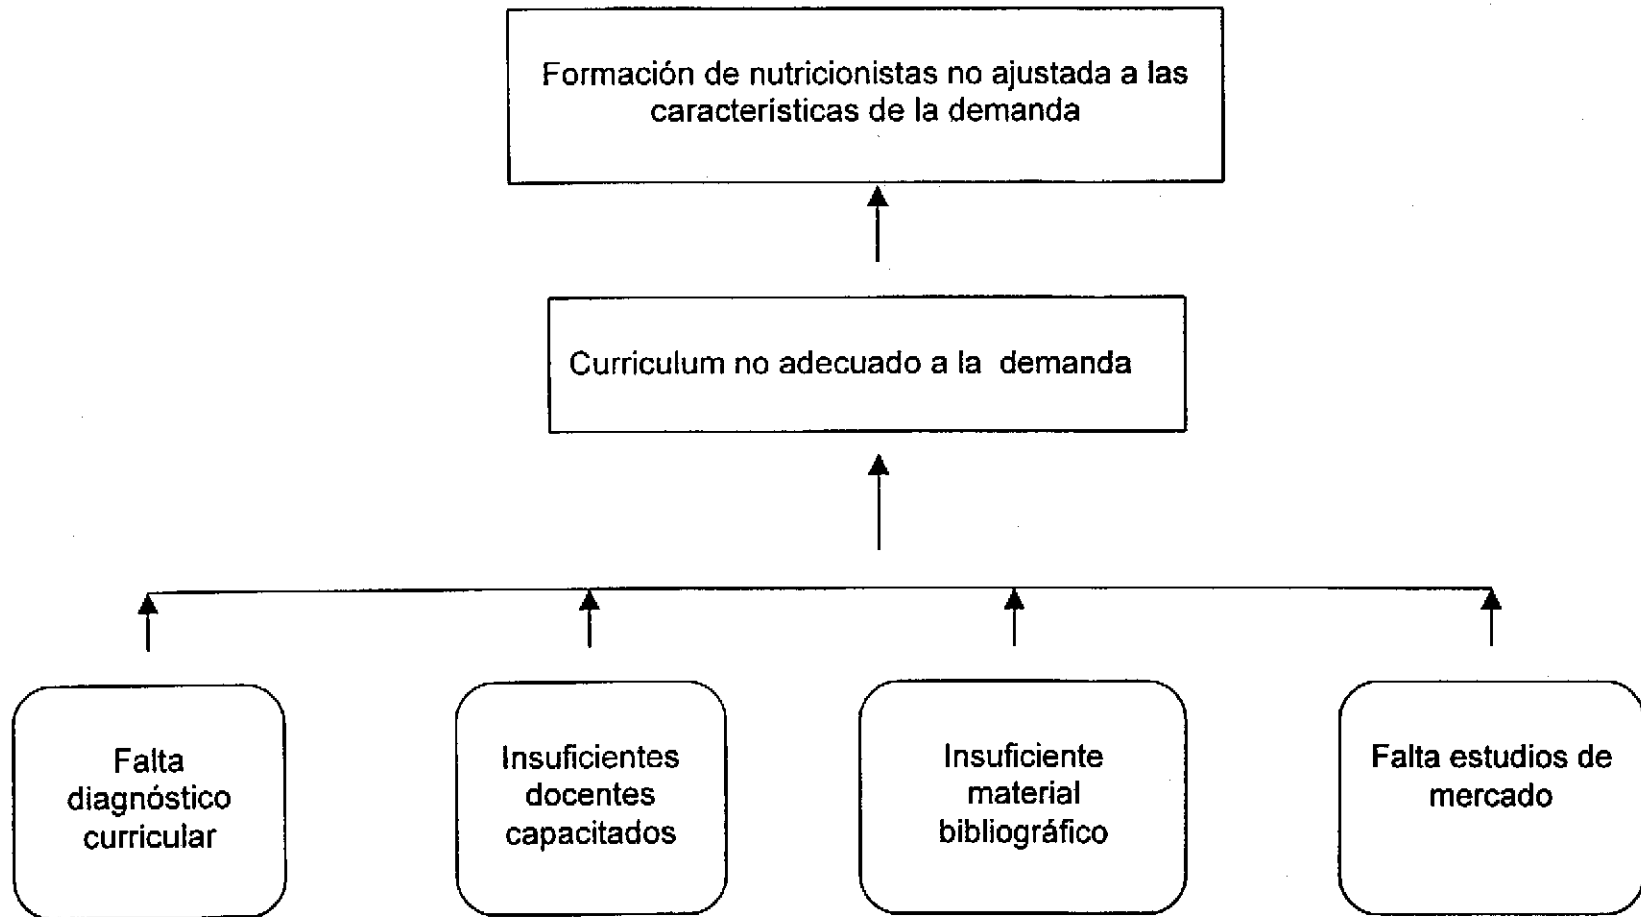 Formación de nutricionistas no ajustada a las
características de la demanda
Curriculum no adecuado a la demanda
Falta
diagnóstico
curricular
Insuficientes
docentes
capacitados
Insuficiente
material
bibliográfico
Falta estudios de
mercado